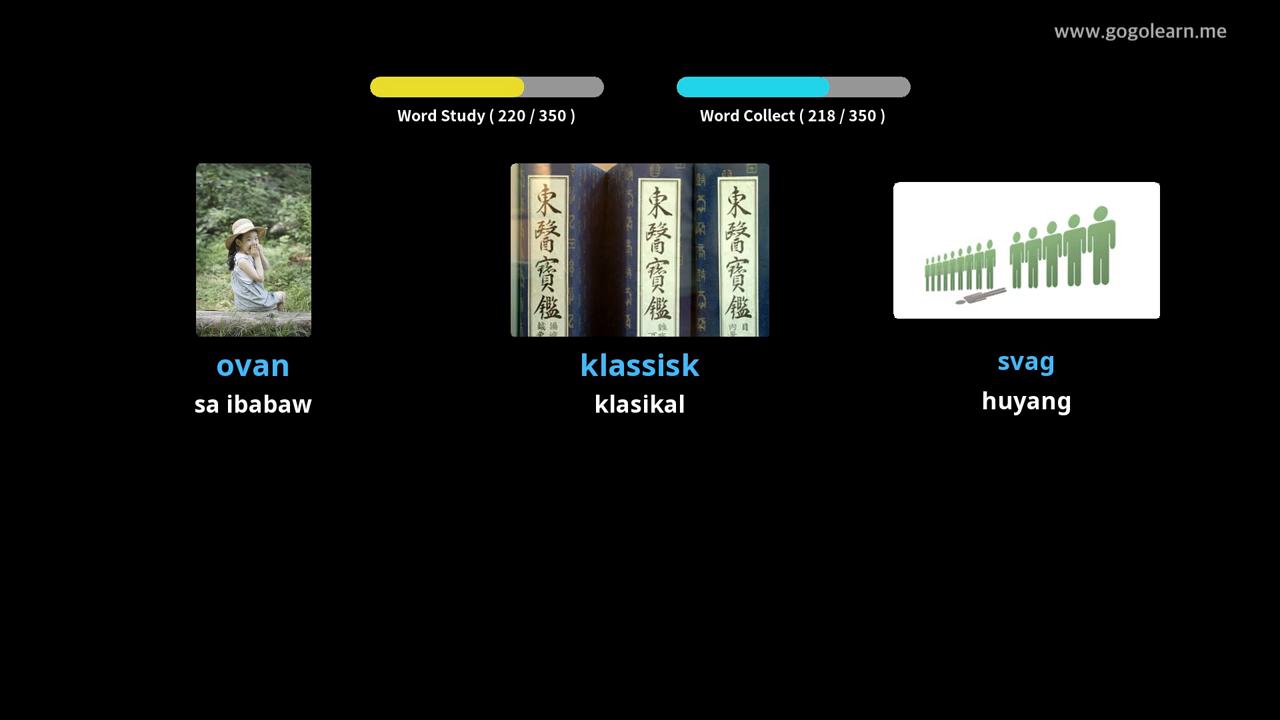 www.gogolearn.me
Word Study ( 220 / 350 )
Word Collect ( 218 / 350 )
東醫寶鑑
東醫寶鑑
東醫寶鑑
ovan
klassisk
svag
sa ibabaw
klasikal
huyang